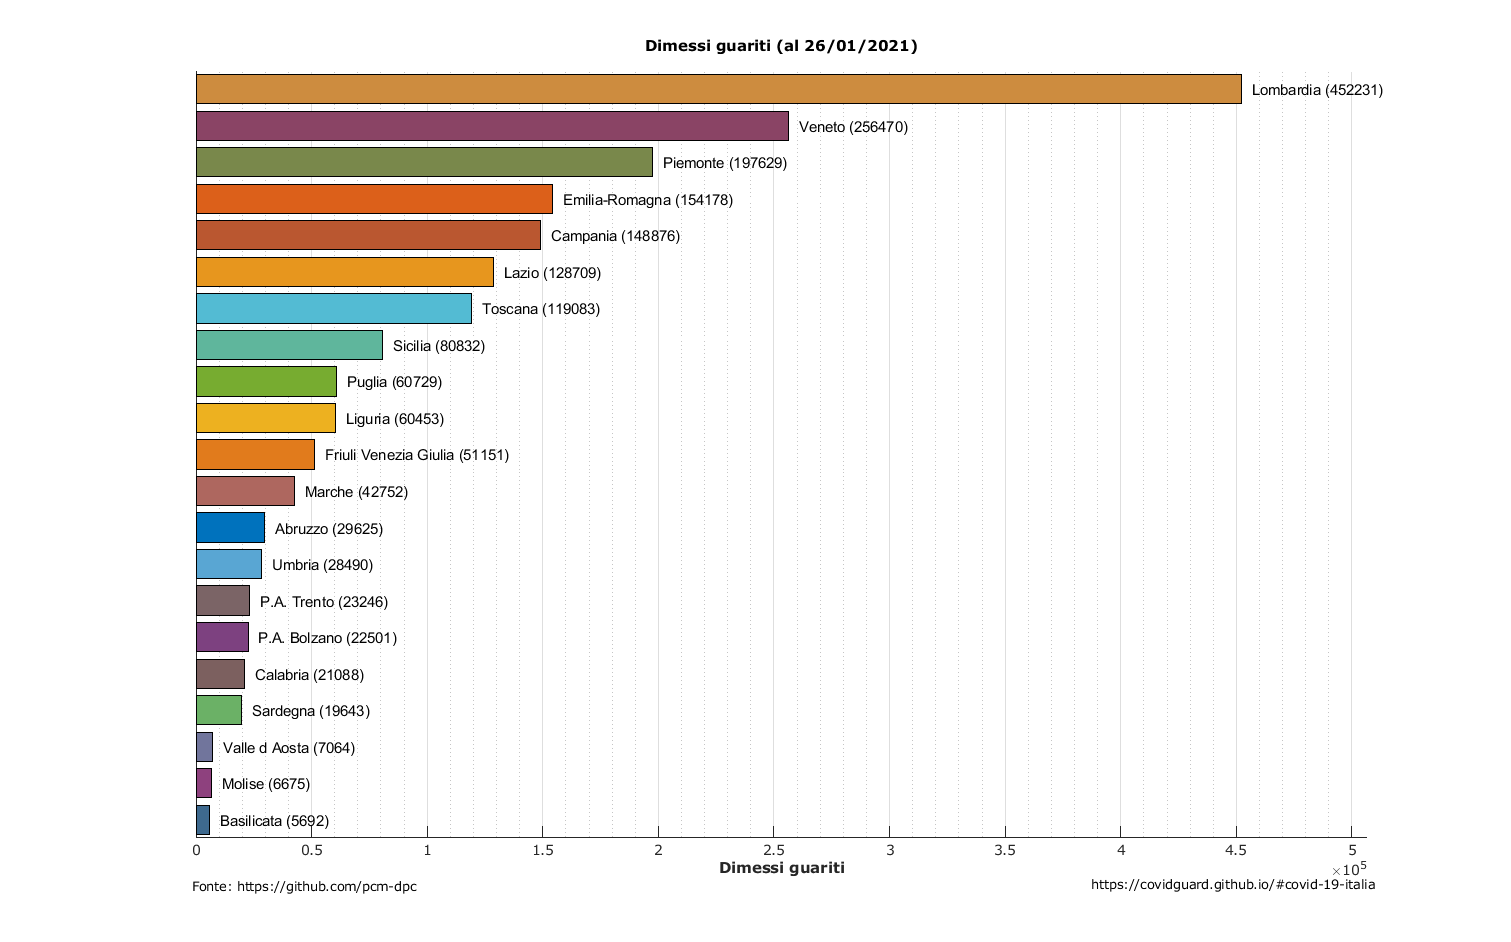 Dimessi guariti (al 26/01/2021)
Lombardia (452231)
Veneto (256470)
Piemonte (197629)
Emilia-Romagna (154178)
Campania (148876)
Lazio (128709)
Toscana (119083)
Sicilia (80832)
Puglia (60729)
Liguria (60453)
Friuli Venezia Giulia (51151)
Marche (42752)
Abruzzo (29625)
Umbria (28490)
P.A. Trento (23246)
P.A. Bolzano (22501)
Calabria (21088)
Sardegna (19643)
Valle d Aosta (7064)
Molise (6675)
Basilicata (5692)
0 0.5 1 1.5 2 2.5 3 3.5 4 4.5 5
Dimessi guariti
×10⁵
Fonte: https://github.com/pcm-dpc
https://covidguard.github.io/#covid-19-italia